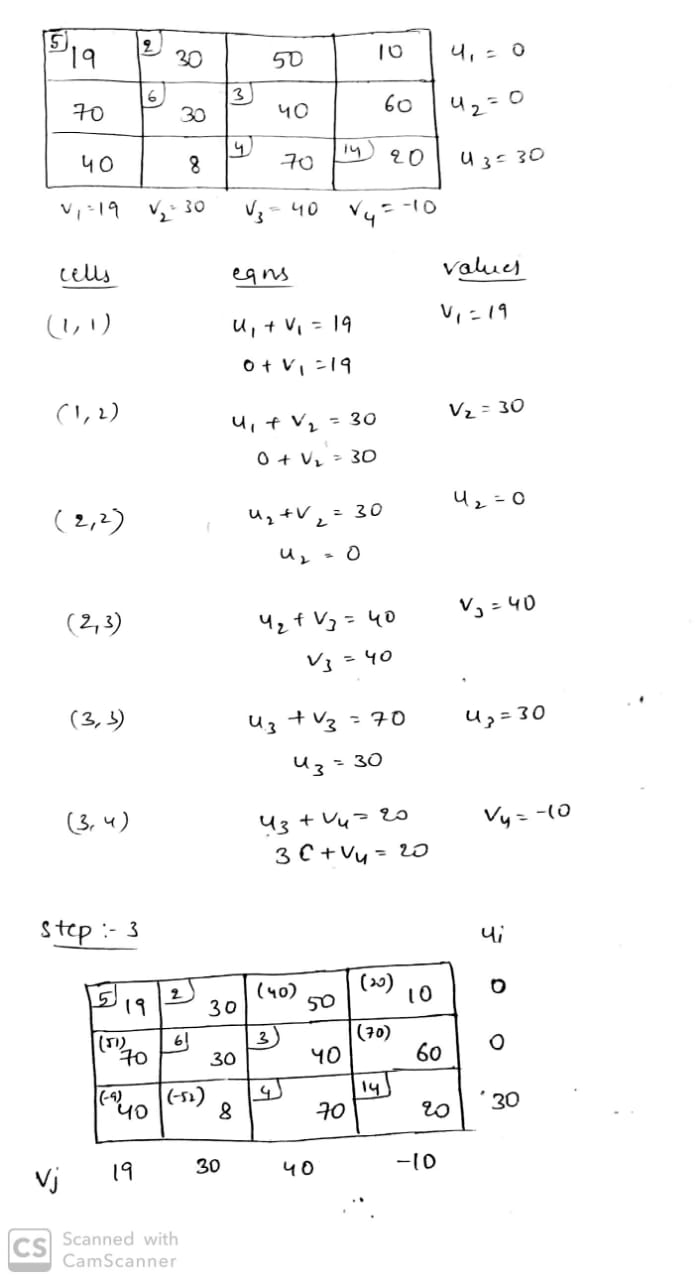 5 19 2 30 50 10 u₁ = 0
70 6 30 3 40 60 u₂ = 0
40 8 4 70 14 20 u₃ = 30
v₁ = 19 v₂ = 30 v₃ = 40 v₄ = -10
cells eqns values
(1,1) u₁ + v₁ = 19 v₁ = 19
0 + v₁ = 19
(1,2) u₁ + v₂ = 30 v₂ = 30
0 + v₂ = 30
(2,2) u₂ + v₂ = 30 u₂ = 0
u₂ = 0
(2,3) u₂ + v₃ = 40 v₃ = 40
v₃ = 40
(3,3) u₃ + v₃ = 70 u₃ = 30
u₃ = 30
(3,4) u₃ + v₄ = 20 v₄ = -10
30 + v₄ = 20
Step :- 3 ui
5 19 2 30 (40) 50 (20) 10 0
(51) 70 6 30 3 40 (70) 60 0
(-9) 40 (-52) 8 4 70 14 20 30
vj 19 30 40 -10
CS Scanned with
CamScanner